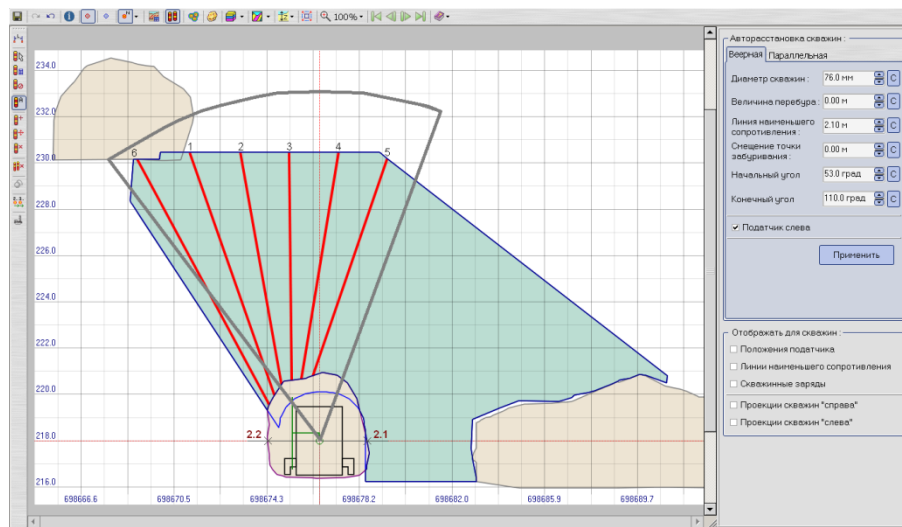 100%
Авторасстановка скважин :
Веерная Параллельная
Диаметр скважин : 76.0 мм С
Величина перебура : 0.00 м С
Линия наименьшего
сопротивления : 2.10 м С
Смещение точки
забуривания : 0.00 м С
Начальный угол 53.0 град С
Конечный угол 110.0 град С
Податчик слева
Применить
Отображать для скважин :
Положения податчика
Линии наименьшего сопротивления
Скважинные заряды
Проекции скважин "справа"
Проекции скважин "слева"
234.0
232.0
230.0
228.0
226.0
224.0
222.0
220.0
218.0
216.0
6 1 2 3 4 5
2.2 2.1
698666.6 698670.5 698674.3 698678.2 698682.0 698685.9 698689.7